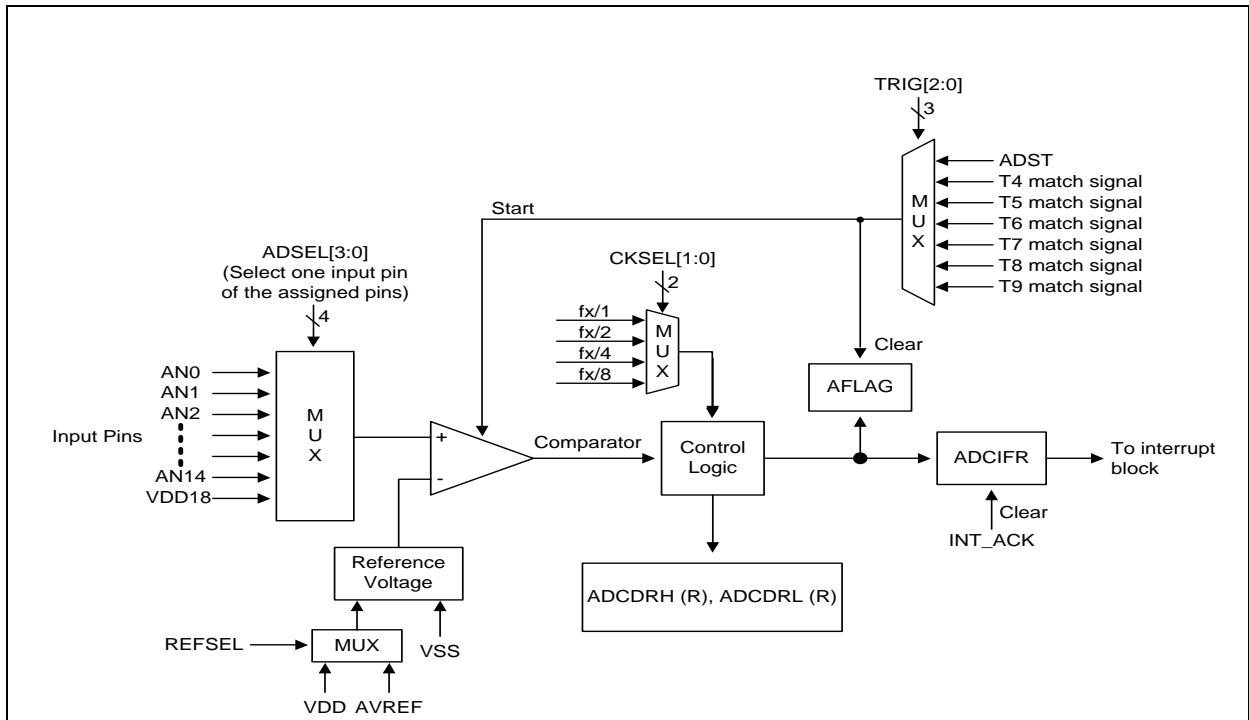 TRIG[2:0]
3
ADST
T4 match signal
T5 match signal
T6 match signal
T7 match signal
T8 match signal
T9 match signal
M
U
X
Start
ADSEL[3:0]
(Select one input pin
of the assigned pins)
4
CKSEL[1:0]
2
fx/1
fx/2
fx/4
fx/8
M
U
X
Clear
AFLAG
AN0
AN1
AN2
Input Pins
AN14
VDD18
M
U
X
+
-
Comparator
Control
Logic
ADCIFR
To interrupt
block
Clear
INT_ACK
Reference
Voltage
ADCDRH (R), ADCDRL (R)
REFSEL
MUX
VSS
VDD AVREF